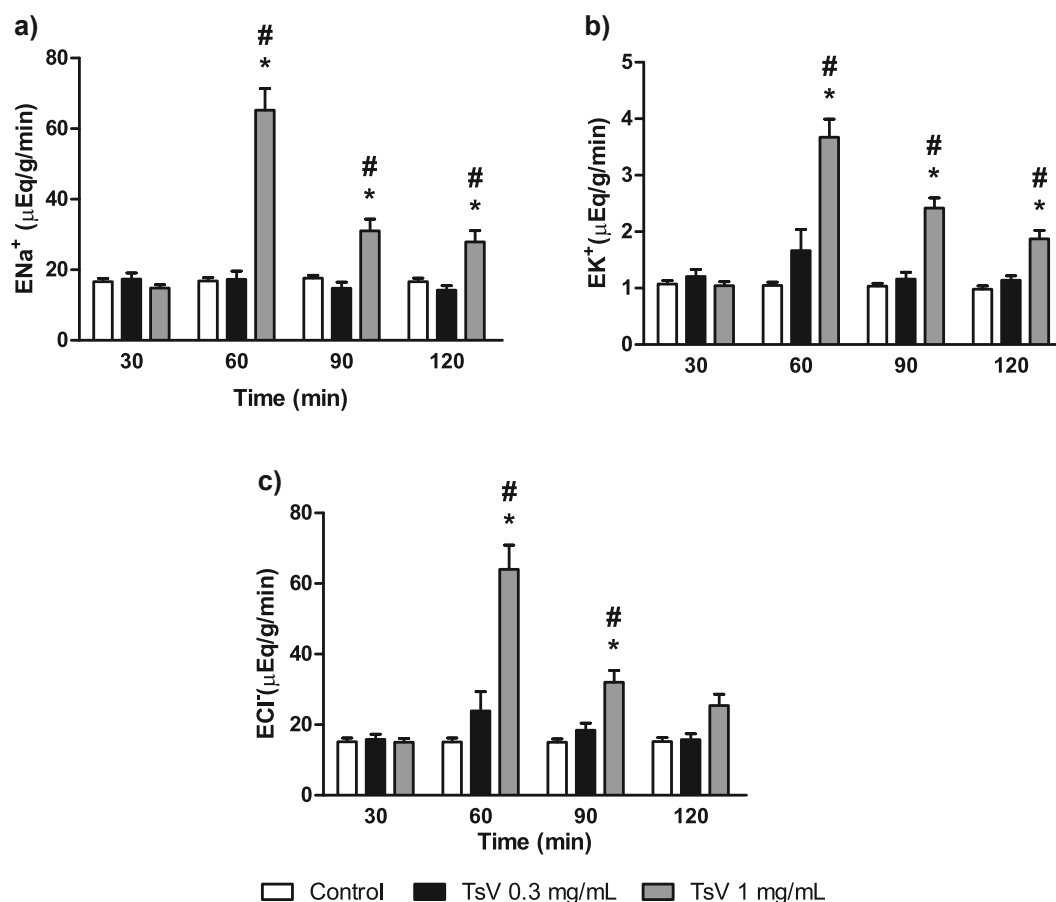 a)
80
60
40
20
0
ENa⁺ (µEq/g/min)
#
*
#
*
#
*
30 60 90 120
Time (min)
b)
5
4
3
2
1
0
EK⁺(µEq/g/min)
#
*
#
*
#
*
30 60 90 120
c)
80
60
40
20
0
ECl⁻(µEq/g/min)
#
*
#
*
30 60 90 120
Time (min)
Control TsV 0.3 mg/mL TsV 1 mg/mL